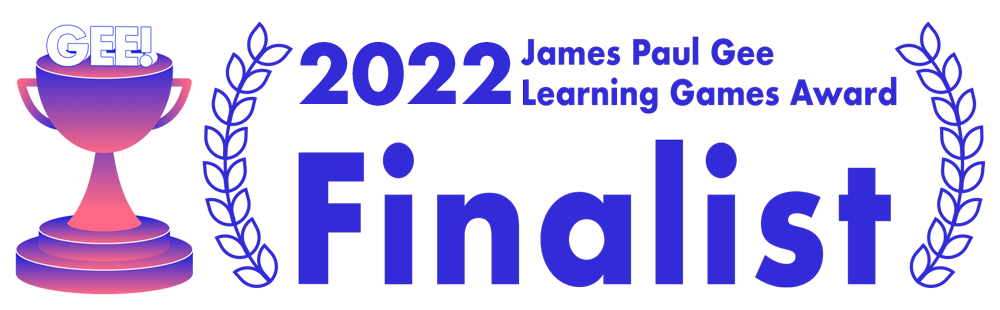 GEE!
2022
James Paul Gee
Learning Games Award
Finalist